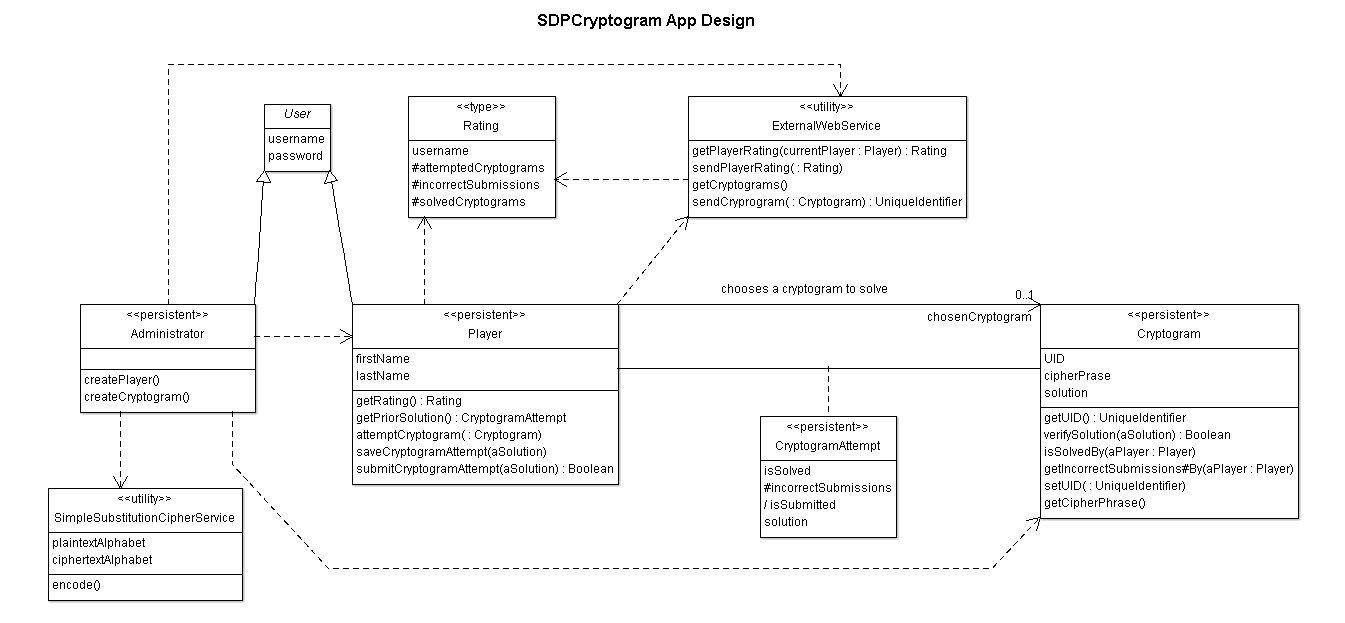 SDPCryptogram App Design
User
username
password
<<type>>
Rating
username
#attemptedCryptograms
#incorrectSubmissions
#solvedCryptograms
<<utility>>
ExternalWebService
getPlayerRating(currentPlayer : Player) : Rating
sendPlayerRating( : Rating)
getCryptograms()
sendCryprogram( : Cryptogram) : UniqueIdentifier
chooses a cryptogram to solve
0..1
chosenCryptogram
<<persistent>>
Administrator
createPlayer()
createCryptogram()
<<persistent>>
Player
firstName
lastName
getRating() : Rating
getPriorSolution() : CryptogramAttempt
attemptCryptogram( : Cryptogram)
saveCryptogramAttempt(aSolution)
submitCryptogramAttempt(aSolution) : Boolean
<<persistent>>
Cryptogram
UID
cipherPrase
solution
getUID() : UniqueIdentifier
verifySolution(aSolution) : Boolean
isSolvedBy(aPlayer : Player)
getIncorrectSubmissions#By(aPlayer : Player)
setUID( : UniqueIdentifier)
getCipherPhrase()
<<persistent>>
CryptogramAttempt
isSolved
#incorrectSubmissions
/ isSubmitted
solution
<<utility>>
SimpleSubstitutionCipherService
plaintextAlphabet
ciphertextAlphabet
encode()